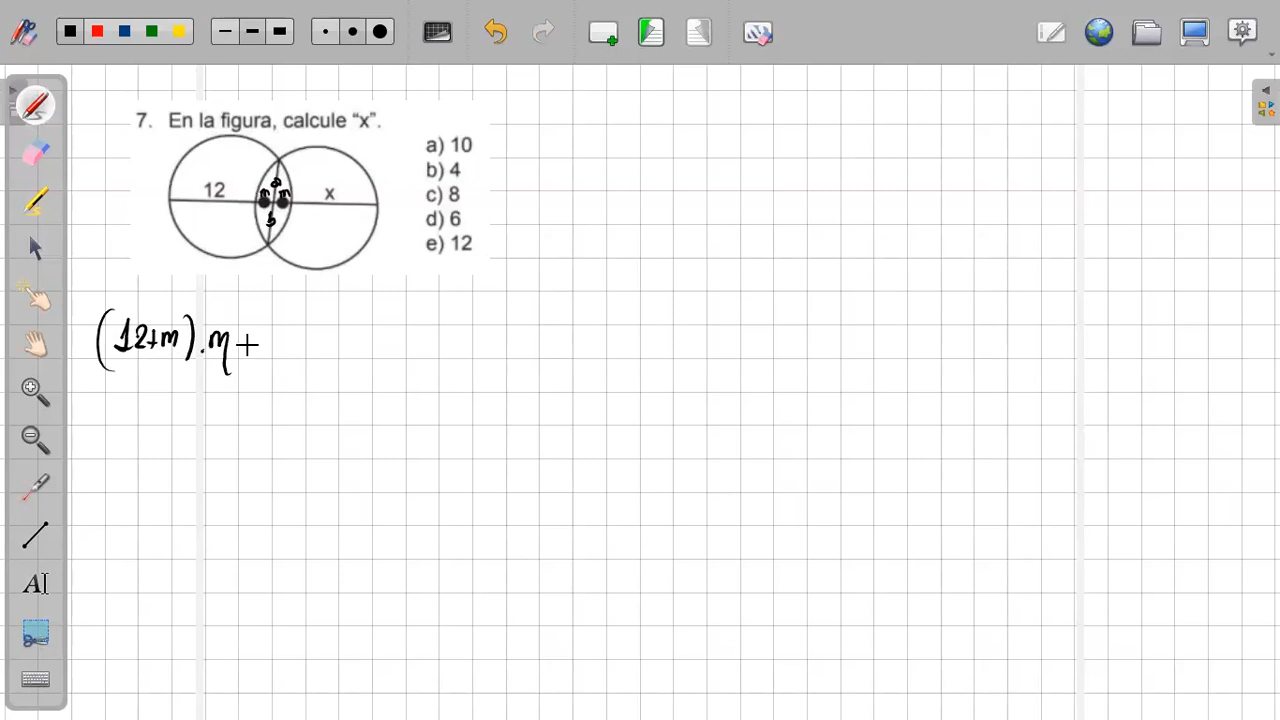 7. En la figura, calcule “x”.
a) 10
b) 4
c) 8
d) 6
e) 12
12
a
m m
b
x
(12+m).m+